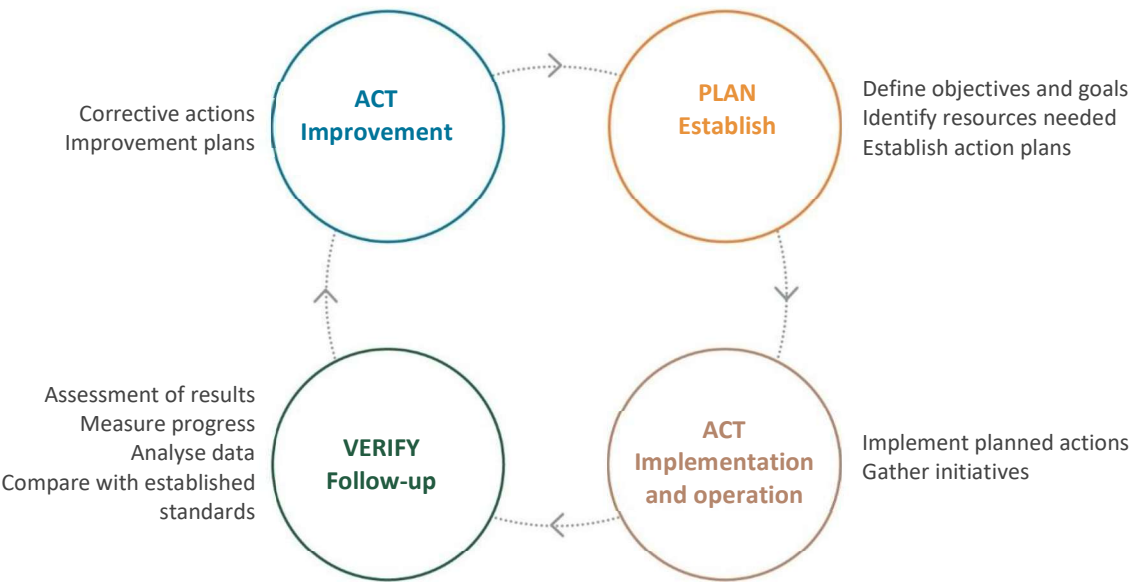 ACT
Improvement
Corrective actions
Improvement plans
PLAN
Establish
Define objectives and goals
Identify resources needed
Establish action plans
Assessment of results
Measure progress
Analyse data
Compare with established
standards
VERIFY
Follow-up
ACT
Implementation
and operation
Implement planned actions
Gather initiatives